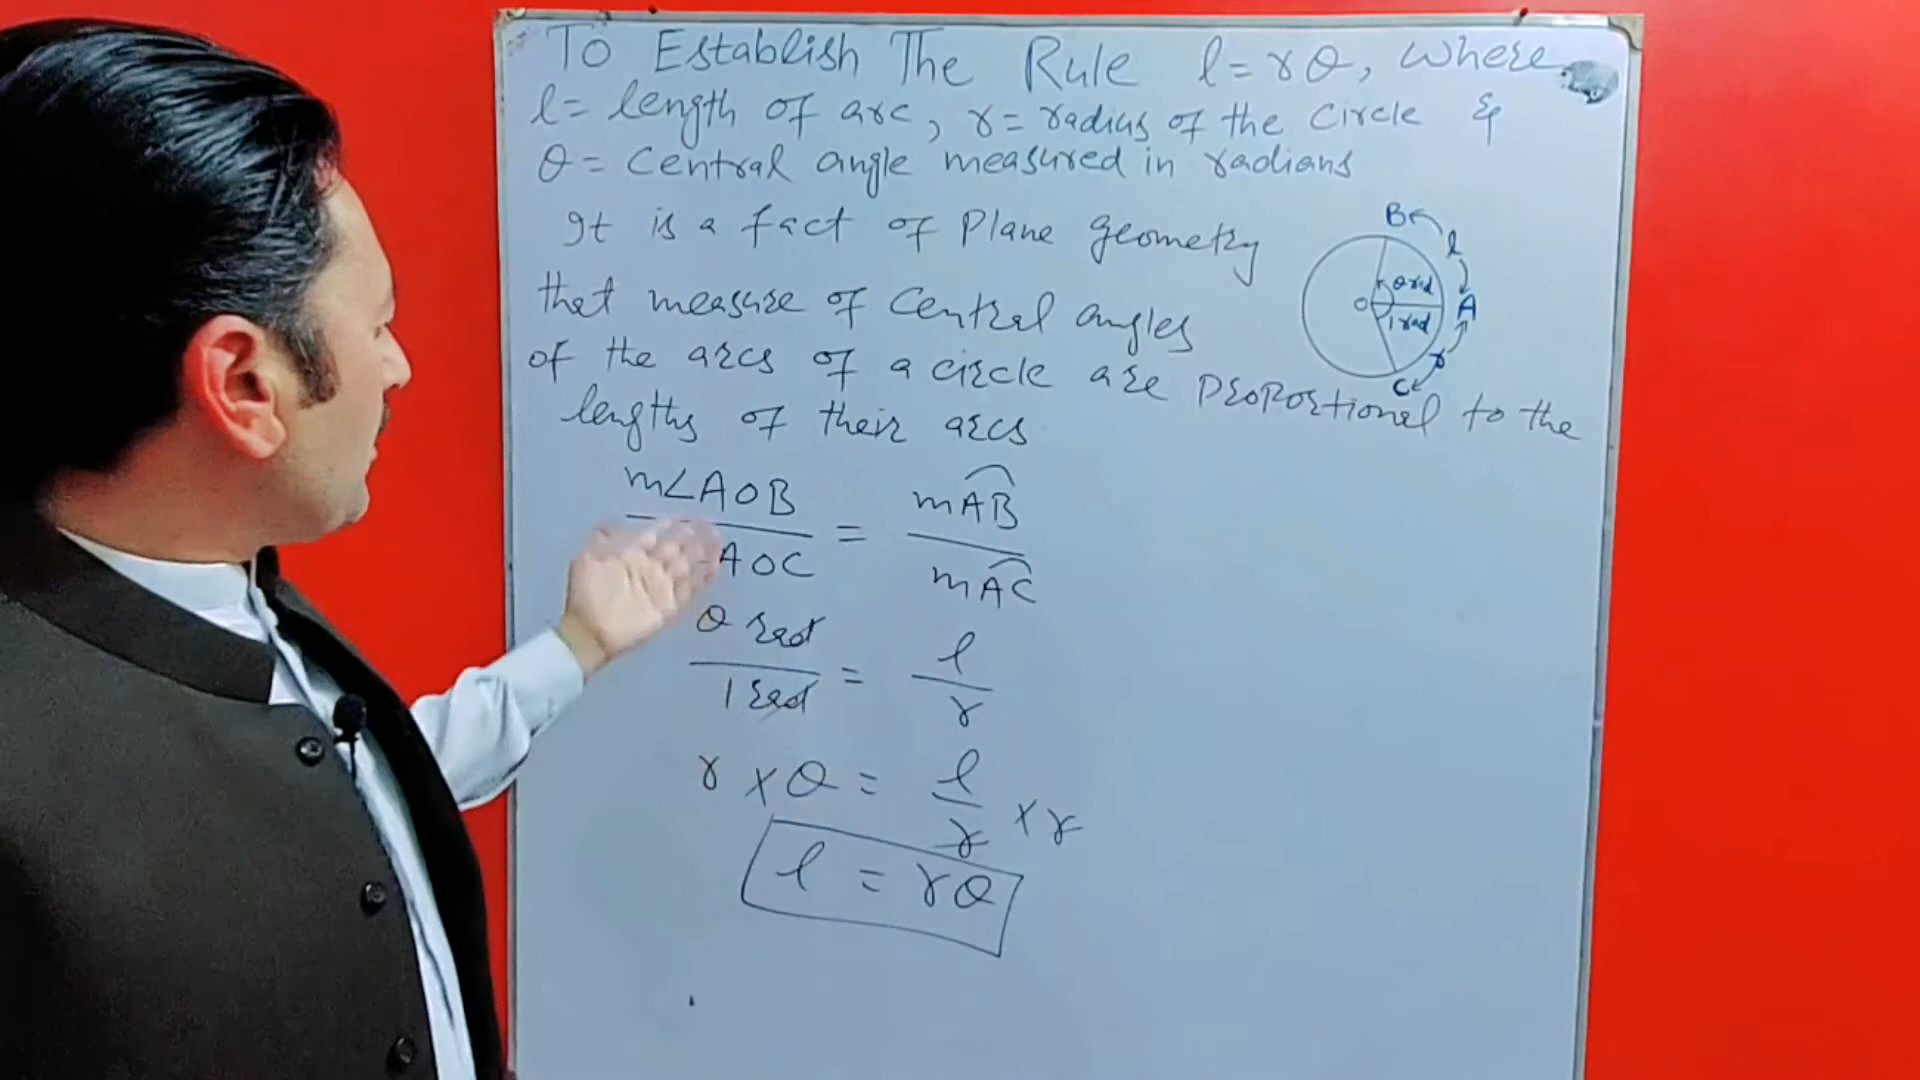 To Establish The Rule l=rθ, where
l= length of arc, r= radius of the circle &
θ= Central angle measured in radians
It is a fact of Plane geometry
that measure of Central angles
of the arcs of a circle are proportional to the
lengths of their arcs
B
l
θ rad
O
A
1 rad
r
C
m∠AOB = mAB
AOC mAC
θ rad = l
1 rad r
r × θ = l × r
r
l = rθ